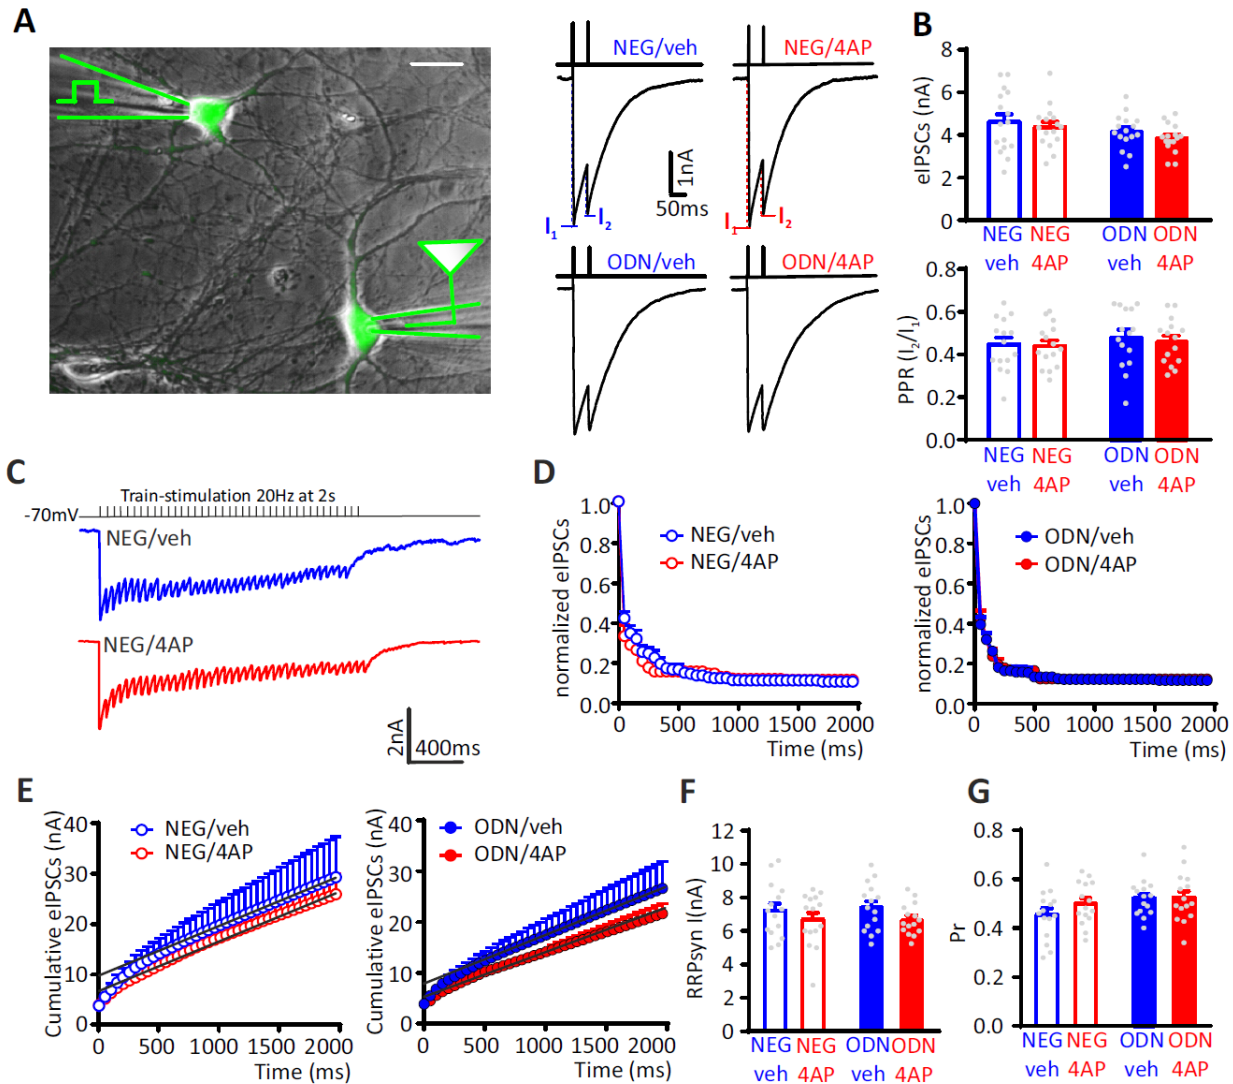 A
NEG/veh
NEG/4AP
I1
I2
I1
I2
1nA
50ms
ODN/veh
ODN/4AP
B
eIPSCs (nA)
8
6
4
2
0
NEG NEG ODN ODN
veh 4AP veh 4AP
PPR (I2/I1)
0.8
0.6
0.4
0.2
0.0
NEG NEG ODN ODN
veh 4AP veh 4AP
C
Train-stimulation 20Hz at 2s
-70mV
NEG/veh
NEG/4AP
2nA
400ms
D
normalized eIPSCs
1.0
0.8
0.6
0.4
0.2
0.0
NEG/veh
NEG/4AP
0 500 1000 1500 2000
Time (ms)
normalized eIPSCs
1.0
0.8
0.6
0.4
0.2
0.0
ODN/veh
ODN/4AP
0 500 1000 1500 2000
Time (ms)
E
Cumulative eIPSCs (nA)
40
30
20
10
0
NEG/veh
NEG/4AP
0 500 1000 1500 2000
Time (ms)
Cumulative eIPSCs (nA)
40
30
20
10
0
ODN/veh
ODN/4AP
0 500 1000 1500 2000
Time (ms)
F
RRPsyn I(nA)
12
10
8
6
4
2
0
NEG NEG ODN ODN
veh 4AP veh 4AP
G
Pr
0.8
0.6
0.4
0.2
0.0
NEG NEG ODN ODN
veh 4AP veh 4AP